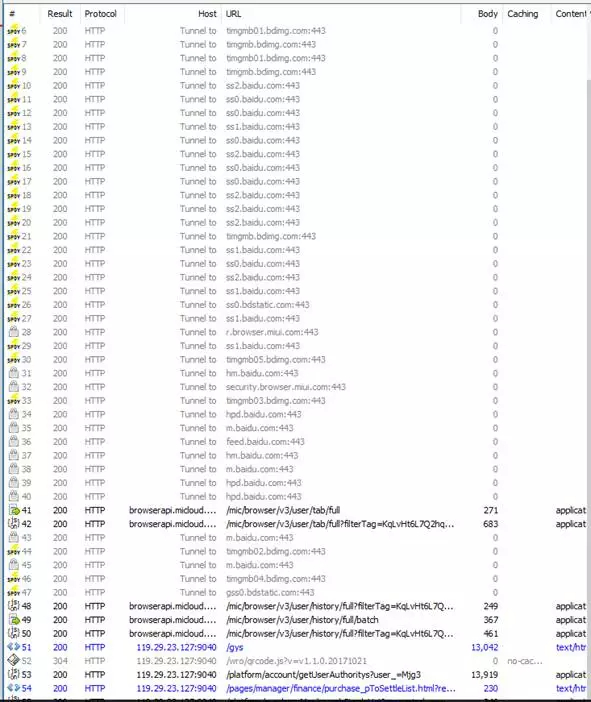 # Result Protocol Host URL Body Caching Content
6 200 HTTP Tunnel to timgmb01.bdimg.com:443 0
7 200 HTTP Tunnel to timgmb.bdimg.com:443 0
8 200 HTTP Tunnel to timgmb01.bdimg.com:443 0
9 200 HTTP Tunnel to timgmb.bdimg.com:443 0
10 200 HTTP Tunnel to ss2.baidu.com:443 0
11 200 HTTP Tunnel to ss0.baidu.com:443 0
12 200 HTTP Tunnel to ss0.baidu.com:443 0
13 200 HTTP Tunnel to ss1.baidu.com:443 0
14 200 HTTP Tunnel to ss0.baidu.com:443 0
15 200 HTTP Tunnel to ss2.baidu.com:443 0
16 200 HTTP Tunnel to ss0.baidu.com:443 0
17 200 HTTP Tunnel to ss0.baidu.com:443 0
18 200 HTTP Tunnel to ss2.baidu.com:443 0
19 200 HTTP Tunnel to ss2.baidu.com:443 0
20 200 HTTP Tunnel to ss2.baidu.com:443 0
21 200 HTTP Tunnel to timgmb.bdimg.com:443 0
22 200 HTTP Tunnel to ss1.baidu.com:443 0
23 200 HTTP Tunnel to ss0.baidu.com:443 0
24 200 HTTP Tunnel to ss2.baidu.com:443 0
25 200 HTTP Tunnel to ss1.baidu.com:443 0
26 200 HTTP Tunnel to ss0.bdstatic.com:443 0
27 200 HTTP Tunnel to ss1.baidu.com:443 0
28 200 HTTP Tunnel to r.browser.miui.com:443 0
29 200 HTTP Tunnel to ss1.baidu.com:443 0
30 200 HTTP Tunnel to timgmb05.bdimg.com:443 0
31 200 HTTP Tunnel to hm.baidu.com:443 0
32 200 HTTP Tunnel to security.browser.miui.com:443 0
33 200 HTTP Tunnel to timgmb03.bdimg.com:443 0
34 200 HTTP Tunnel to hpd.baidu.com:443 0
35 200 HTTP Tunnel to m.baidu.com:443 0
36 200 HTTP Tunnel to feed.baidu.com:443 0
37 200 HTTP Tunnel to hm.baidu.com:443 0
38 200 HTTP Tunnel to m.baidu.com:443 0
39 200 HTTP Tunnel to hpd.baidu.com:443 0
40 200 HTTP Tunnel to hpd.baidu.com:443 0
41 200 HTTP browserapi.micloud.... /mic/browser/v3/user/tab/full 271 applicat
42 200 HTTP browserapi.micloud.... /mic/browser/v3/user/tab/full?filterTag=KqLvHt6L7Q2hq... 683 applicat
43 200 HTTP Tunnel to m.baidu.com:443 0
44 200 HTTP Tunnel to timgmb02.bdimg.com:443 0
45 200 HTTP Tunnel to m.baidu.com:443 0
46 200 HTTP Tunnel to timgmb04.bdimg.com:443 0
47 200 HTTP Tunnel to gss0.bdstatic.com:443 0
48 200 HTTP browserapi.micloud.... /mic/browser/v3/user/history/full?filterTag=KqLvHt6L7Q... 249 applicat
49 200 HTTP browserapi.micloud.... /mic/browser/v3/user/history/full/batch 367 applicat
50 200 HTTP browserapi.micloud.... /mic/browser/v3/user/history/full?filterTag=KqLvHt6L7Q... 461 applicat
51 200 HTTP 119.29.23.127:9040 /gys 13,042 text/htr
52 304 HTTP 119.29.23.127:9040 /wro/qrcode.js?v=v1.1.0.20171021 0 no-cac...
53 200 HTTP 119.29.23.127:9040 /platform/account/getUserAuthoritys?user_=Mjg3 13,919 applicat
54 200 HTTP 119.29.23.127:9040 /pages/manager/finance/purchase_pToSettleList.html?re... 230 text/htr